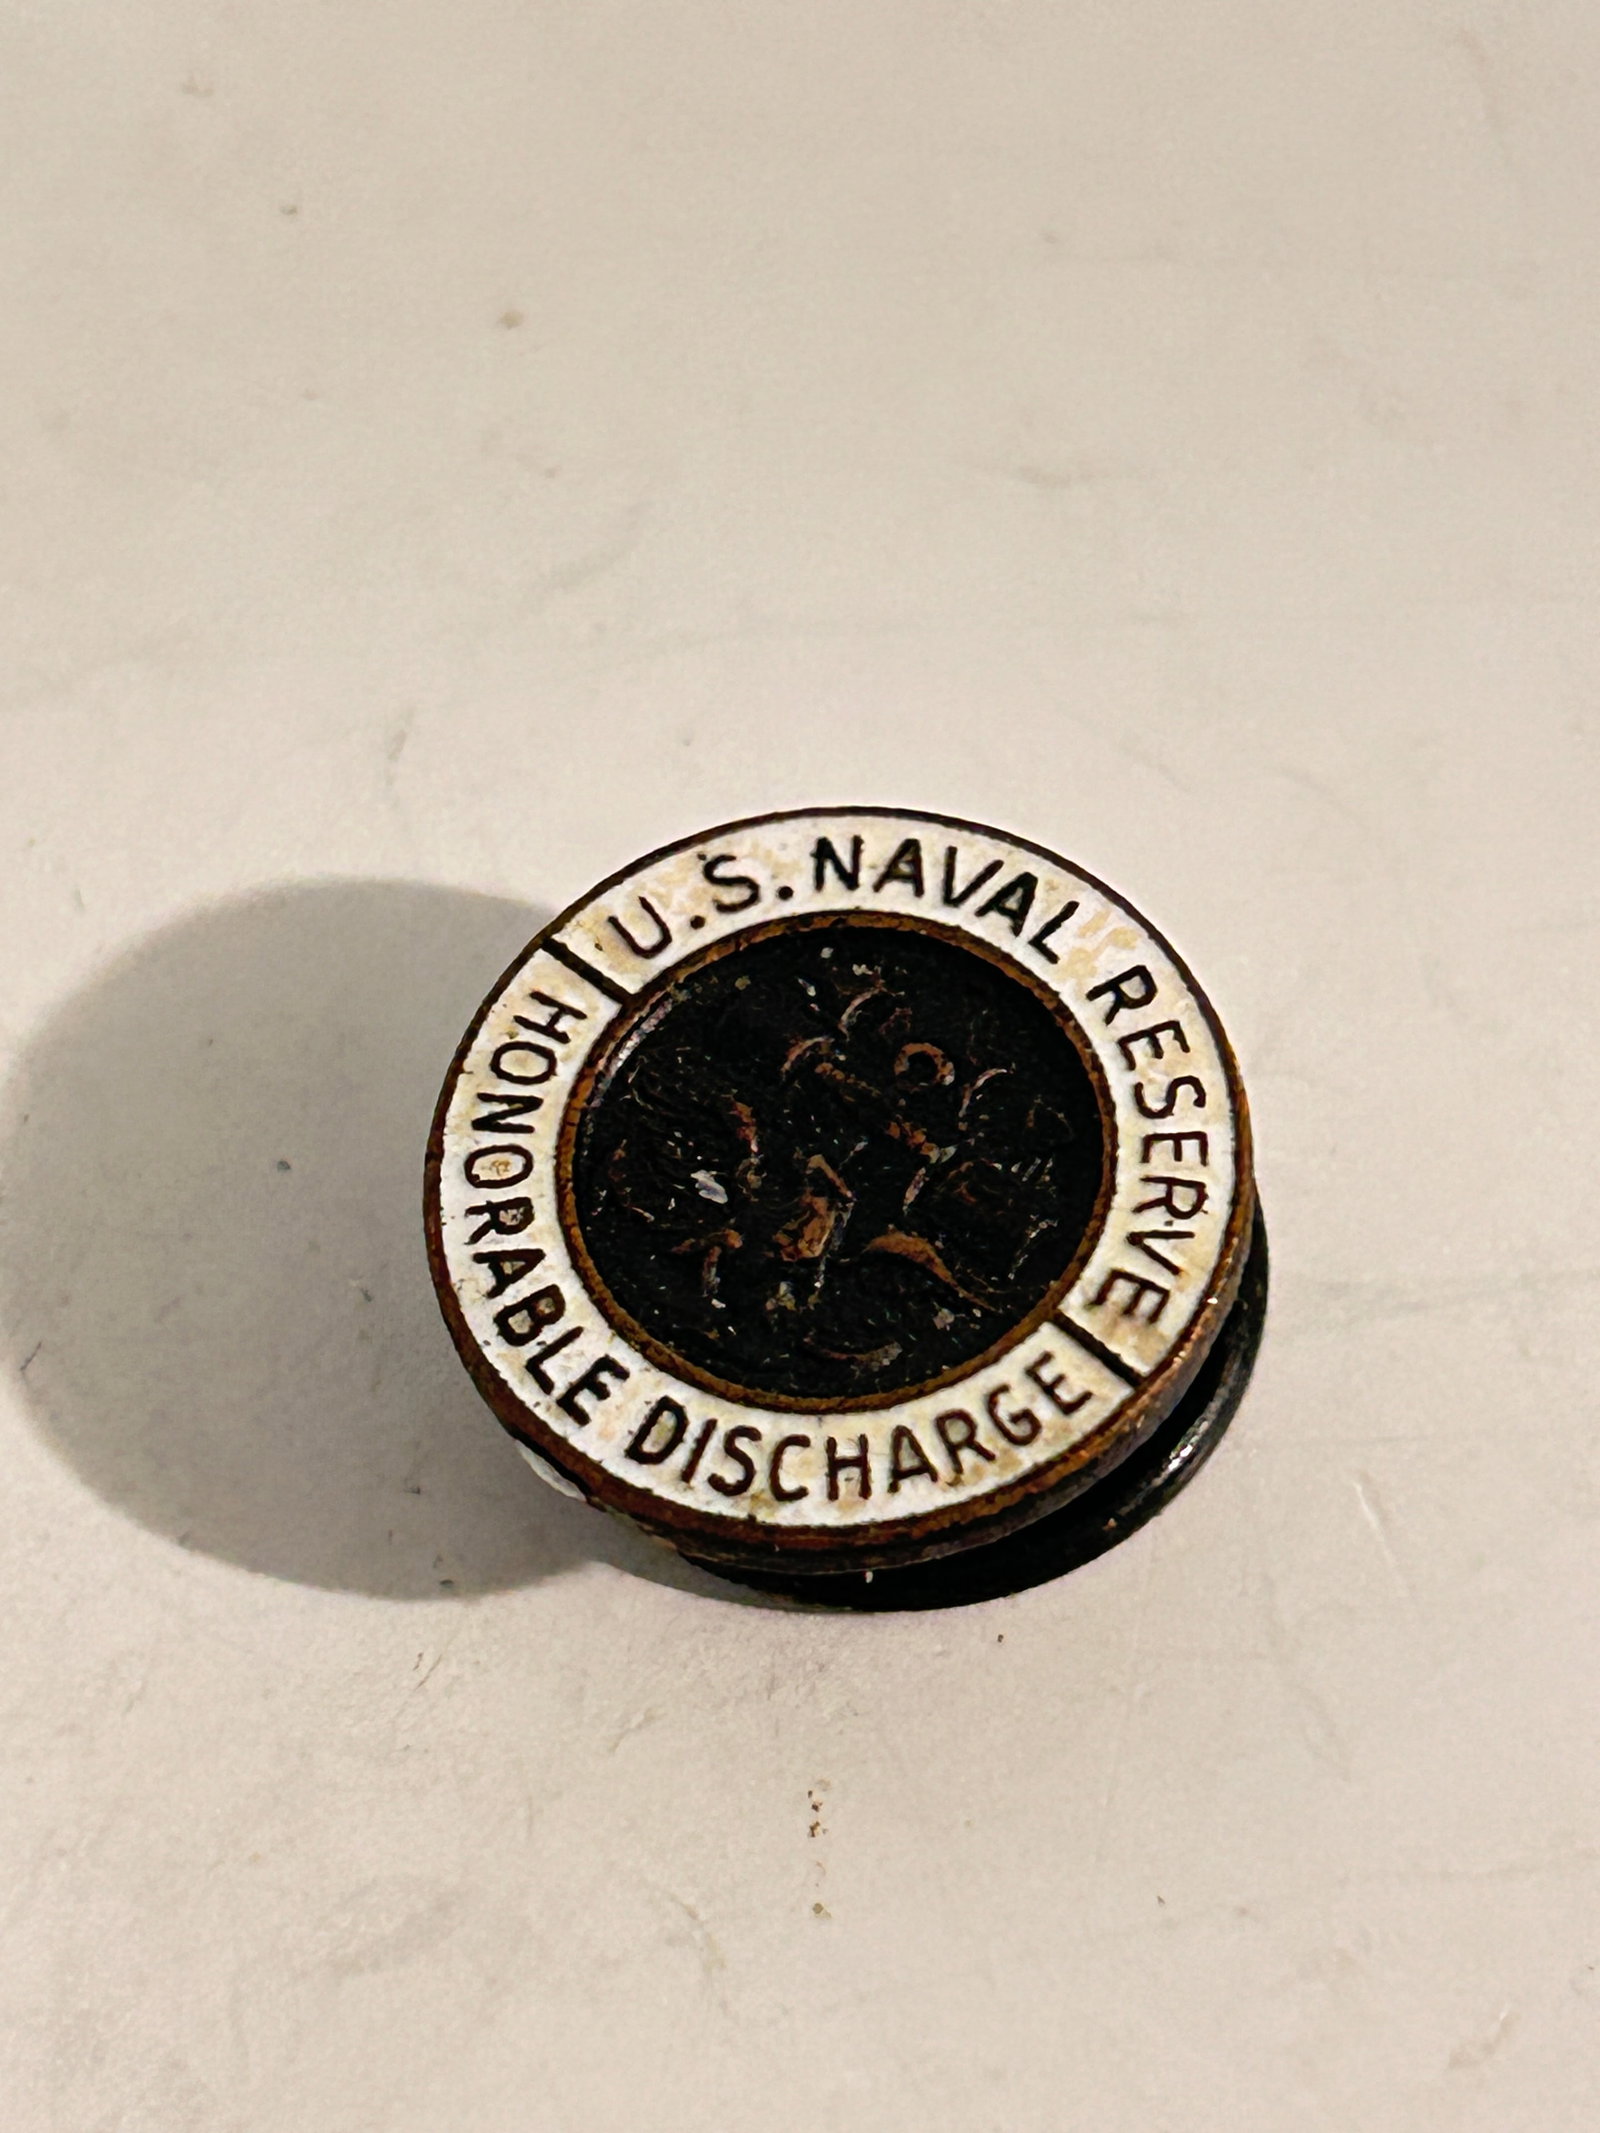 U.S. NAVAL RESERVE
HONORABLE DISCHARGE